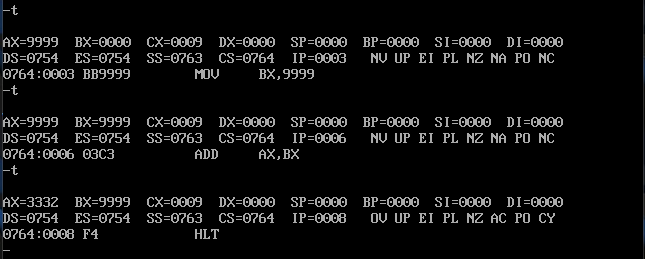 -t
AX=9999 BX=0000 CX=0009 DX=0000 SP=0000 BP=0000 SI=0000 DI=0000
DS=0754 ES=0754 SS=0763 CS=0764 IP=0003 NV UP EI PL NZ NA PO NC
0764:0003 BB9999 MOV BX,9999
-t
AX=9999 BX=9999 CX=0009 DX=0000 SP=0000 BP=0000 SI=0000 DI=0000
DS=0754 ES=0754 SS=0763 CS=0764 IP=0006 NV UP EI PL NZ NA PO NC
0764:0006 03C3 ADD AX,BX
-t
AX=3332 BX=9999 CX=0009 DX=0000 SP=0000 BP=0000 SI=0000 DI=0000
DS=0754 ES=0754 SS=0763 CS=0764 IP=0008 OV UP EI PL NZ AC PO CY
0764:0008 F4 HLT
-